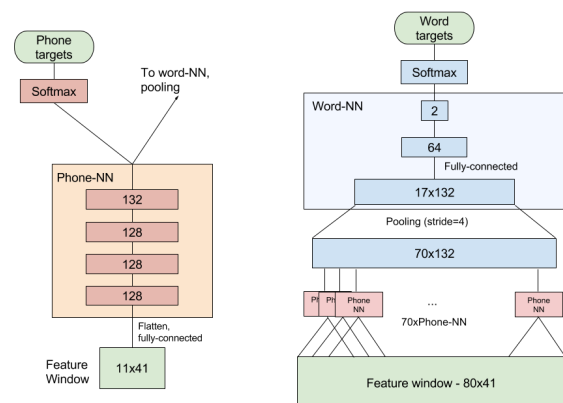 Phone
targets
Softmax
To word-NN,
pooling
Phone-NN
132
128
128
128
Flatten,
fully-connected
Feature
Window
11x41
Word
targets
Softmax
Word-NN
2
64
Fully-connected
17x132
Pooling (stride=4)
70x132
Ph
Ph
Phone
NN
...
Phone
NN
70xPhone-NN
Feature window - 80x41